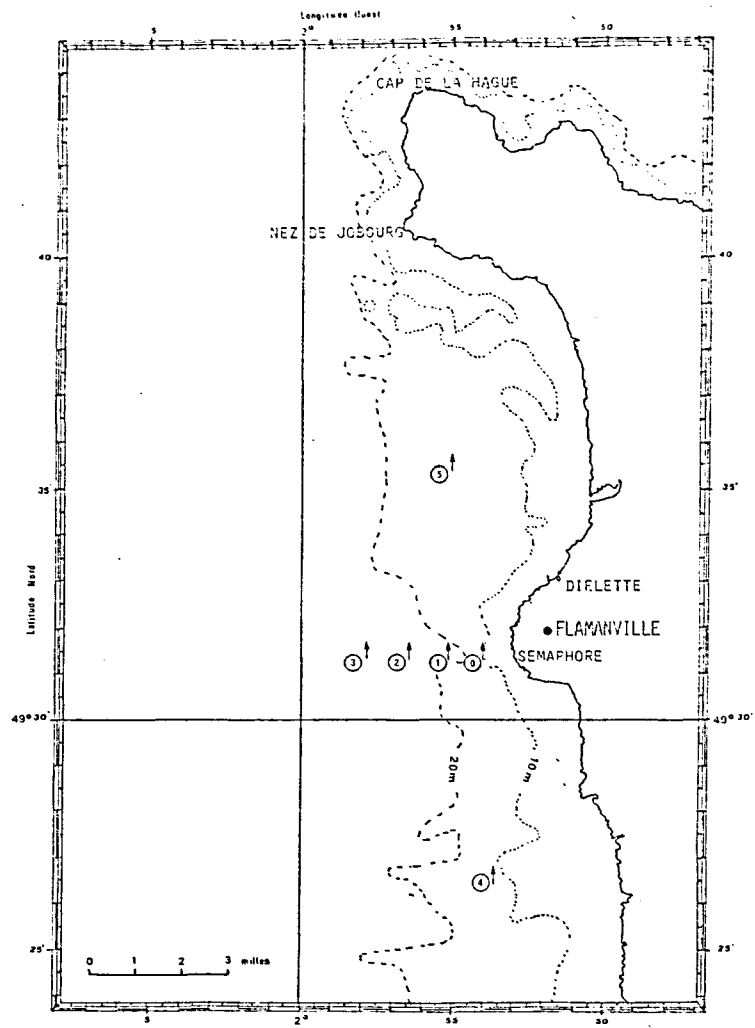 Longitude Ouest
5 2° 55 50
CAP DE LA HAGUE
NEZ DE JOBOURG
40 40
5
35' 35'
Latitude Nord
DIELETTE
FLAMANVILLE
3 2 1 0
SEMAPHORE
49° 30' 30'
20m 10m
4
25' 25'
0 1 2 3 milles
5 2° 55 50